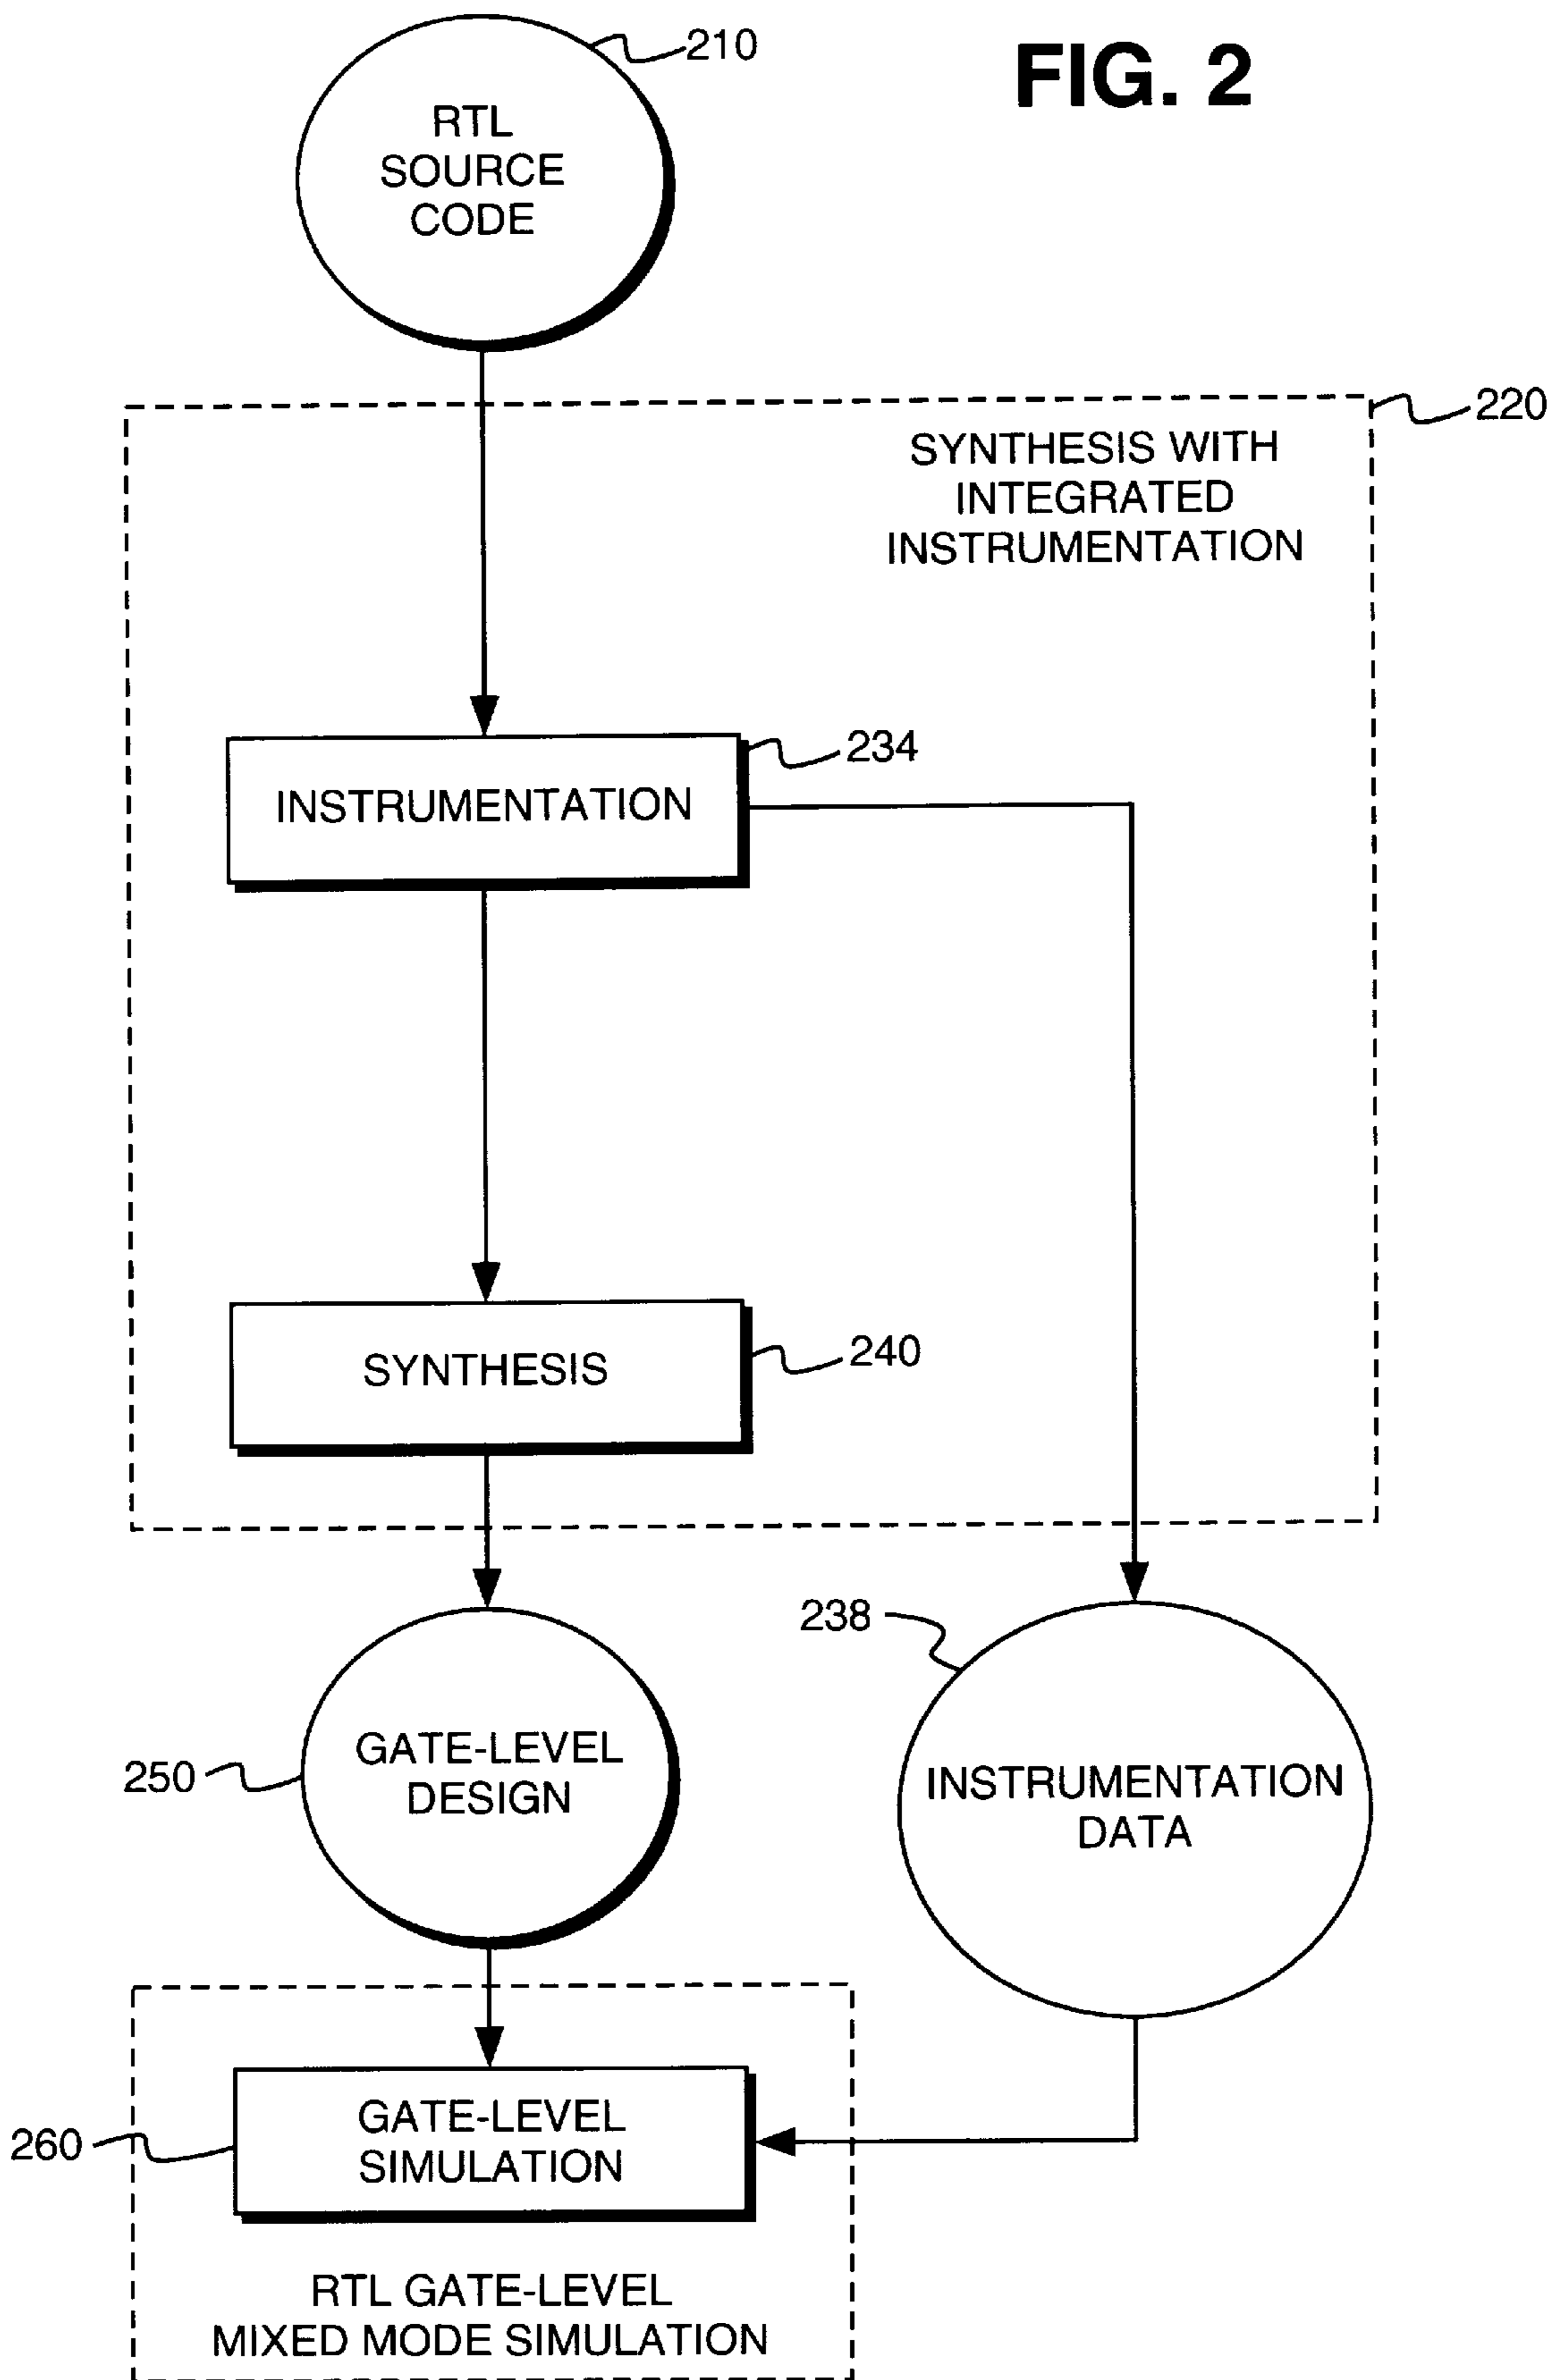 210
FIG. 2
RTL
SOURCE
CODE
220
SYNTHESIS WITH
INTEGRATED
INSTRUMENTATION
234
INSTRUMENTATION
240
SYNTHESIS
238
250
GATE-LEVEL
DESIGN
INSTRUMENTATION
DATA
260
GATE-LEVEL
SIMULATION
RTL GATE-LEVEL
MIXED MODE SIMULATION